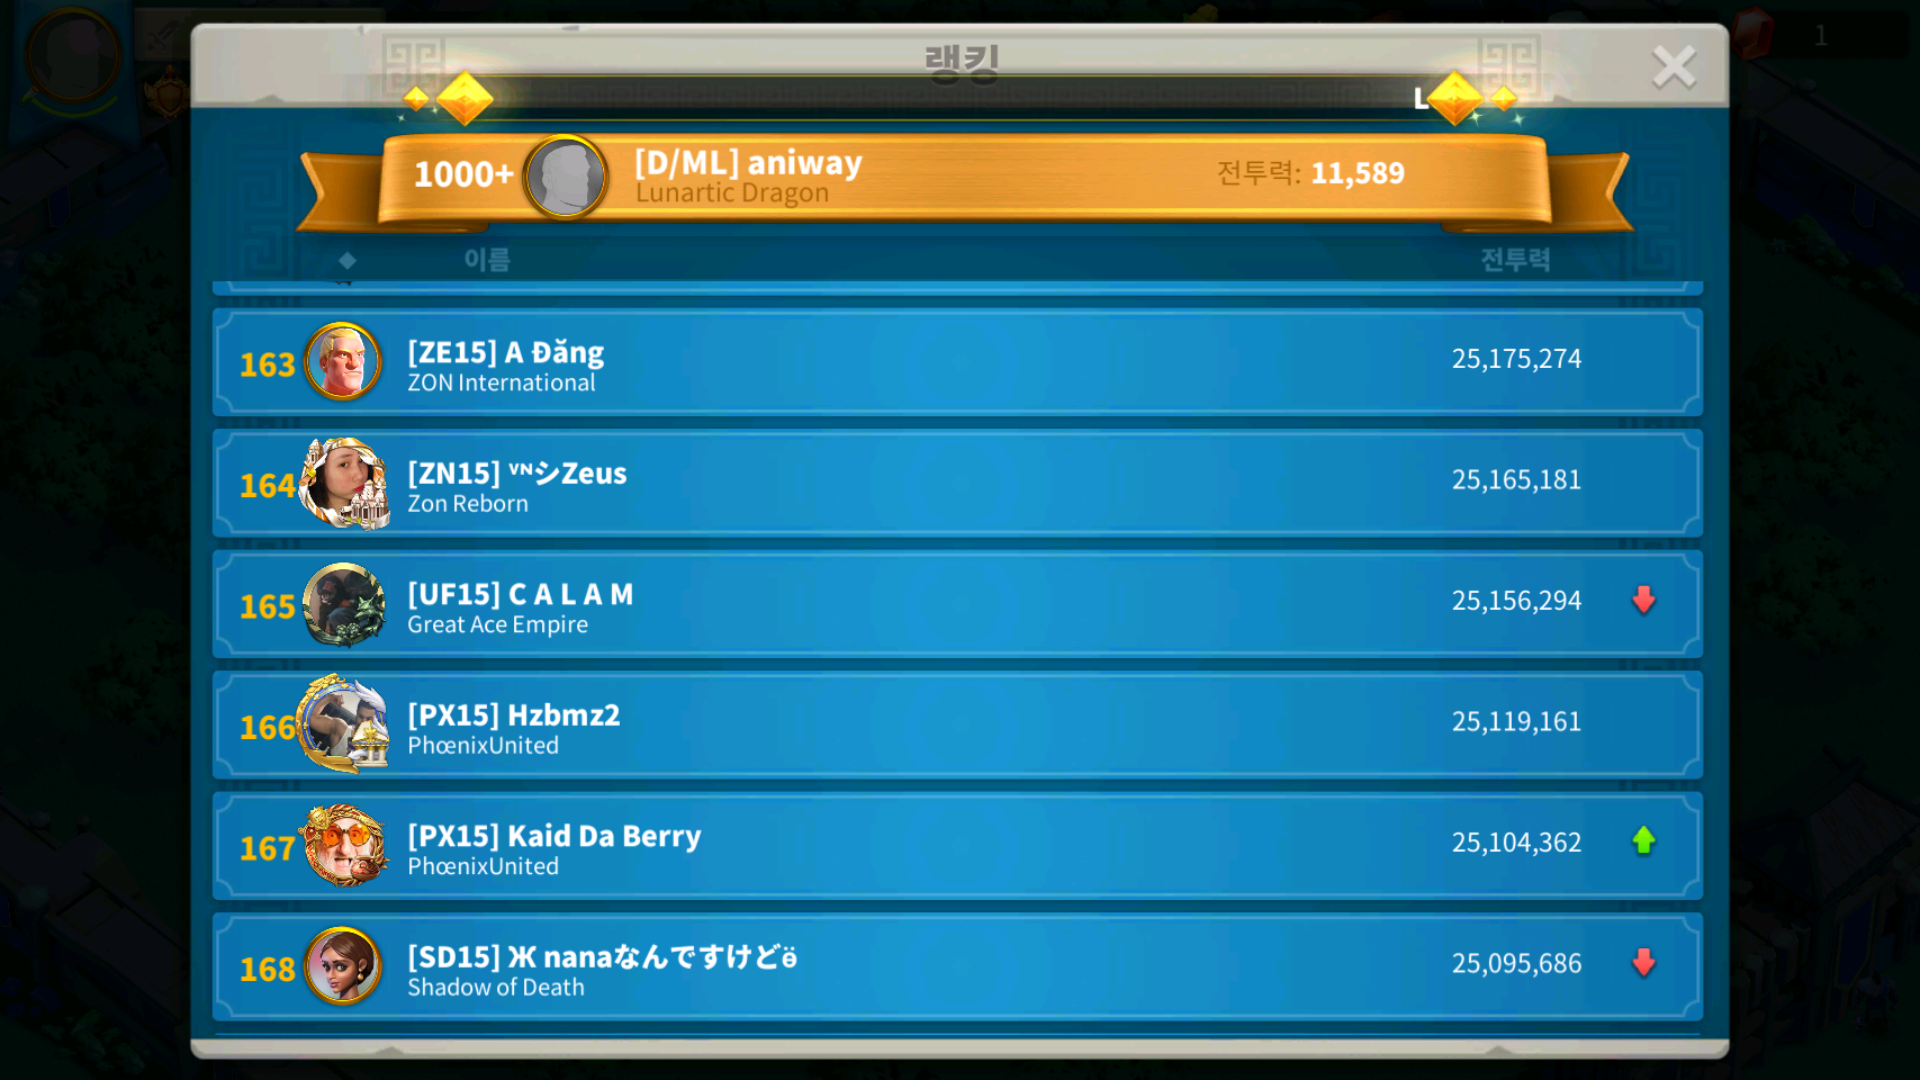 랭킹
1
L
1000+
[D/ML] aniway
Lunartic Dragon
전투력: 11,589
이름
전투력
163
[ZE15] A Đăng
ZON International
25,175,274
164
[ZN15] ⱽᴺシZeus
Zon Reborn
25,165,181
165
[UF15] C A L A M
Great Ace Empire
25,156,294
166
[PX15] Hzbmz2
PhœnixUnited
25,119,161
167
[PX15] Kaid Da Berry
PhœnixUnited
25,104,362
168
[SD15] Ж nanaなんですけどӫ
Shadow of Death
25,095,686